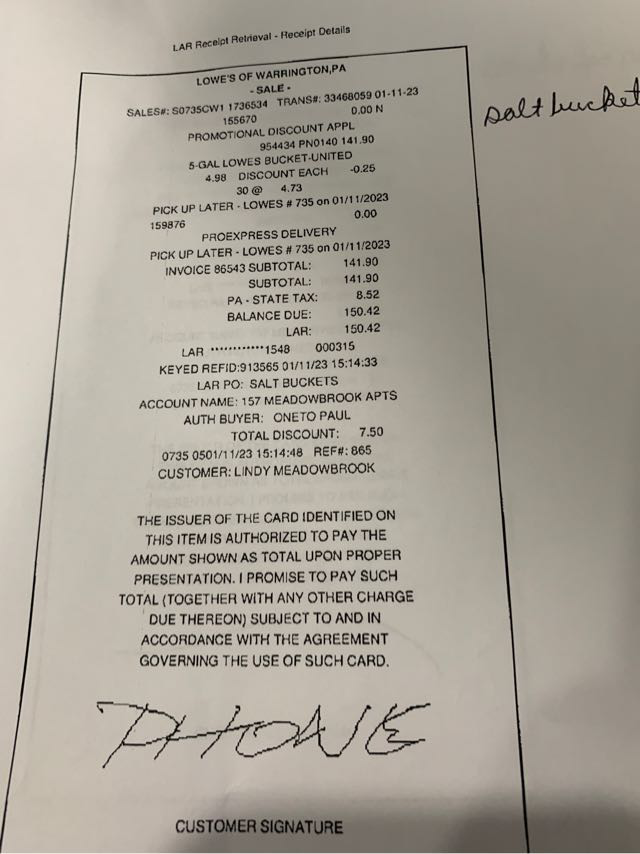 LAR Receipt Retrieval - Receipt Details
LOWE'S OF WARRINGTON,PA
- SALE -
SALES#: S0735CW1 1736534 TRANS#: 33468059 01-11-23
155670 0.00 N
PROMOTIONAL DISCOUNT APPL
954434 PN0140 141.90
5-GAL LOWES BUCKET-UNITED
4.98 DISCOUNT EACH -0.25
30 @ 4.73
PICK UP LATER - LOWES # 735 on 01/11/2023
159876 0.00
PROEXPRESS DELIVERY
PICK UP LATER - LOWES # 735 on 01/11/2023
INVOICE 86543 SUBTOTAL: 141.90
SUBTOTAL: 141.90
PA - STATE TAX: 8.52
BALANCE DUE: 150.42
LAR: 150.42
LAR ************1548 000315
KEYED REFID:913565 01/11/23 15:14:33
LAR PO: SALT BUCKETS
ACCOUNT NAME: 157 MEADOWBROOK APTS
AUTH BUYER: ONETO PAUL
TOTAL DISCOUNT: 7.50
0735 0501/11/23 15:14:48 REF#: 865
CUSTOMER: LINDY MEADOWBROOK
THE ISSUER OF THE CARD IDENTIFIED ON
THIS ITEM IS AUTHORIZED TO PAY THE
AMOUNT SHOWN AS TOTAL UPON PROPER
PRESENTATION. I PROMISE TO PAY SUCH
TOTAL (TOGETHER WITH ANY OTHER CHARGE
DUE THEREON) SUBJECT TO AND IN
ACCORDANCE WITH THE AGREEMENT
GOVERNING THE USE OF SUCH CARD.
PHONE
CUSTOMER SIGNATURE
salt bucket